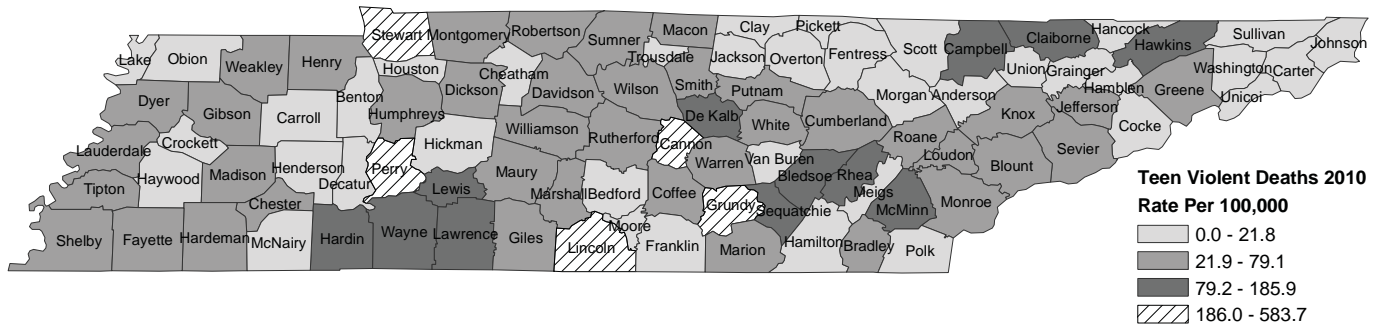 Stewart Montgomery Robertson Sumner Macon Clay Pickett Scott Campbell Claiborne Hancock Hawkins Sullivan Johnson
Lake Obion Weakley Henry Houston Cheatham Trousdale Jackson Overton Fentress Union Grainger Washington Carter
Benton Dickson Davidson Wilson Smith Putnam Morgan Anderson Hamblen Greene Unicoi
Dyer Gibson Carroll Humphreys De Kalb White Cumberland Knox Jefferson Cocke
Crockett Hickman Williamson Rutherford Cannon Roane
Lauderdale Haywood Madison Henderson Decatur Perry Maury Warren Van Buren Loudon Blount Sevier
Tipton Lewis Marshall Bedford Coffee Bledsoe Rhea Meigs
Chester Grundy Sequatchie McMinn Monroe
Shelby Fayette Hardeman McNairy Hardin Wayne Lawrence Giles Lincoln Moore Franklin Marion Hamilton Bradley Polk
Teen Violent Deaths 2010
Rate Per 100,000
0.0 - 21.8
21.9 - 79.1
79.2 - 185.9
186.0 - 583.7